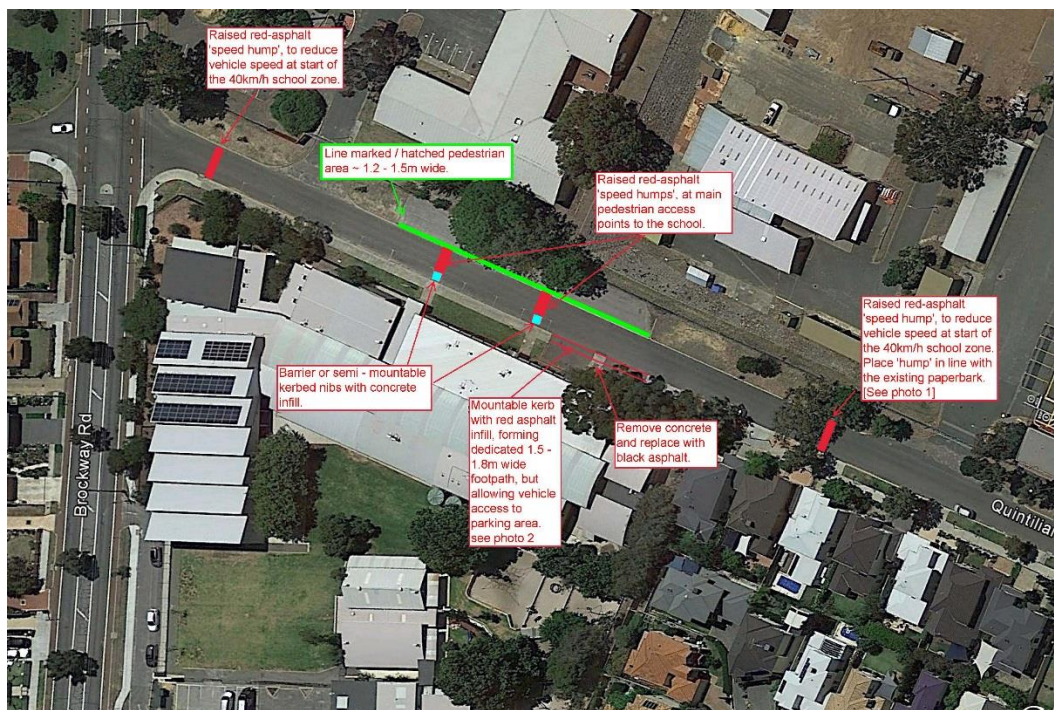 Raised red-asphalt
'speed hump', to reduce
vehicle speed at start of
the 40km/h school zone.
Line marked / hatched pedestrian
area ~ 1.2 - 1.5m wide.
Raised red-asphalt
'speed humps', at main
pedestrian access
points to the school.
Raised red-asphalt
'speed hump', to reduce
vehicle speed at start of
the 40km/h school zone.
Place 'hump' in line with
the existing paperbark.
[See photo 1]
Barrier or semi - mountable
kerbed nibs with concrete
infill.
Mountable kerb
with red asphalt
infill, forming
dedicated 1.5 -
1.8m wide
footpath, but
allowing vehicle
access to
parking area.
see photo 2
Remove concrete
and replace with
black asphalt.
Brockway Rd
Quintilia